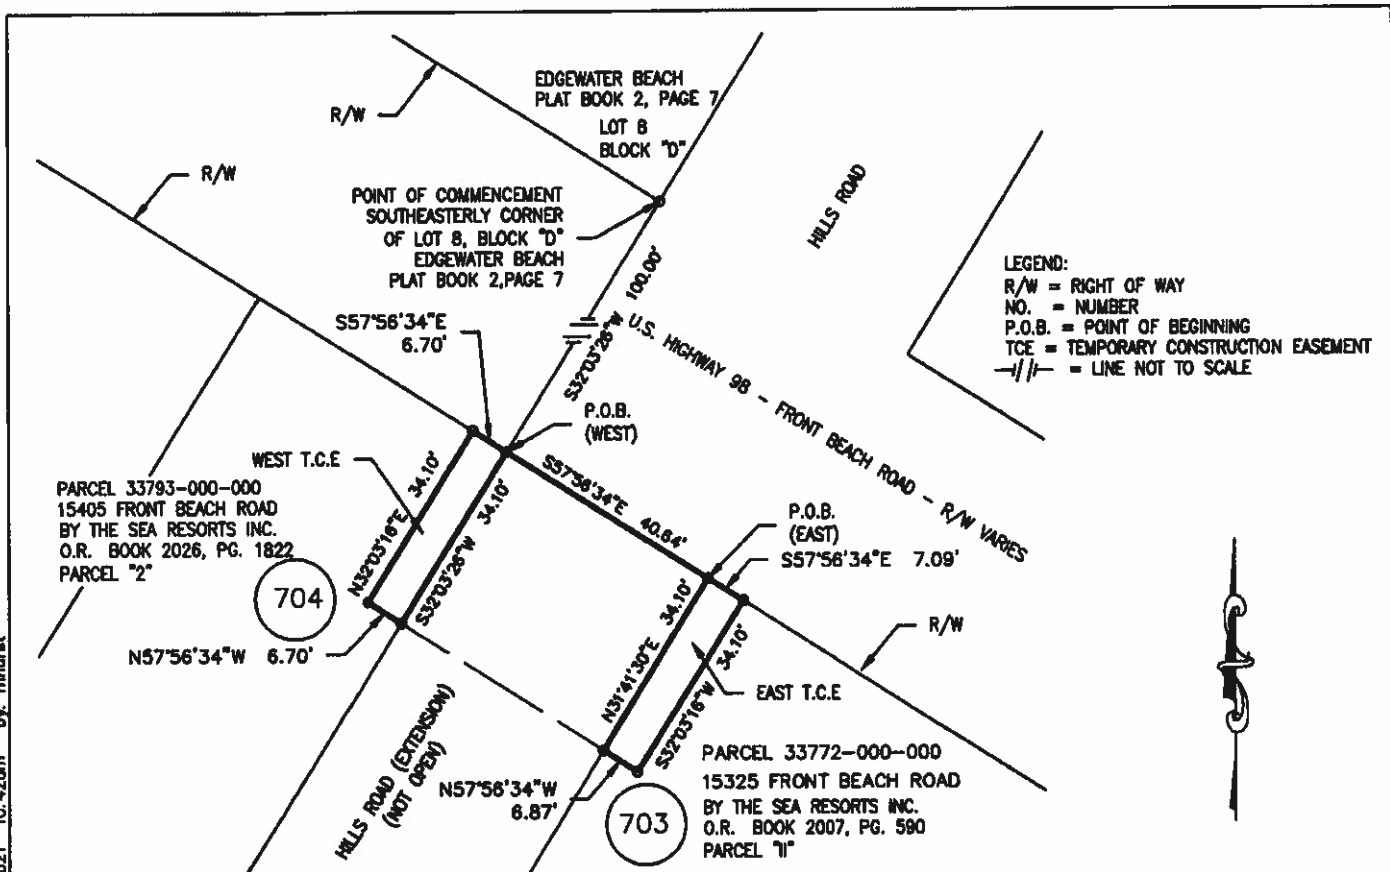 EDGEWATER BEACH
PLAT BOOK 2, PAGE 7
LOT 8
BLOCK "D"
R/W
R/W
HILLS ROAD
POINT OF COMMENCEMENT
SOUTHEASTERLY CORNER
OF LOT 8, BLOCK "D"
EDGEWATER BEACH
PLAT BOOK 2,PAGE 7
LEGEND:
R/W = RIGHT OF WAY
NO. = NUMBER
P.O.B. = POINT OF BEGINNING
TCE = TEMPORARY CONSTRUCTION EASEMENT
= LINE NOT TO SCALE
S32°03'26"W 100.00'
U.S. HIGHWAY 98 - FRONT BEACH ROAD - R/W VARIES
S57°56'34"E
6.70'
P.O.B.
(WEST)
WEST T.C.E
S57°56'34"E 40.64'
PARCEL 33793-000-000
15405 FRONT BEACH ROAD
BY THE SEA RESORTS INC.
O.R. BOOK 2026, PG. 1822
PARCEL "2"
N32°03'16"E 34.10'
S32°03'26"W 34.10'
704
P.O.B.
(EAST)
S57°56'34"E 7.09'
N57°56'34"W 6.70'
R/W
N31°41'30"E 34.10'
S32°03'16"W 34.10'
EAST T.C.E
HILLS ROAD (EXTENSION)
(NOT OPEN)
N57°56'34"W
6.87'
703
PARCEL 33772-000-000
15325 FRONT BEACH ROAD
BY THE SEA RESORTS INC.
O.R. BOOK 2007, PG. 590
PARCEL "II"